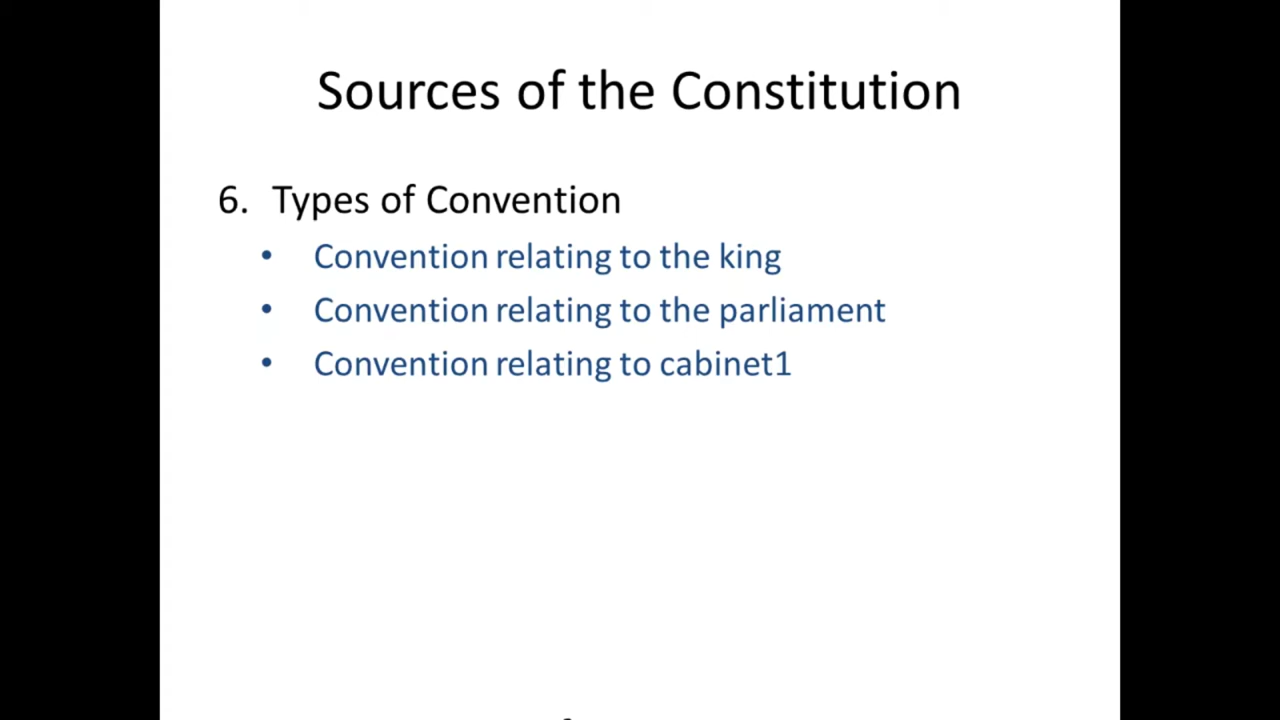 Sources of the Constitution
6. Types of Convention
• Convention relating to the king
• Convention relating to the parliament
• Convention relating to cabinet1